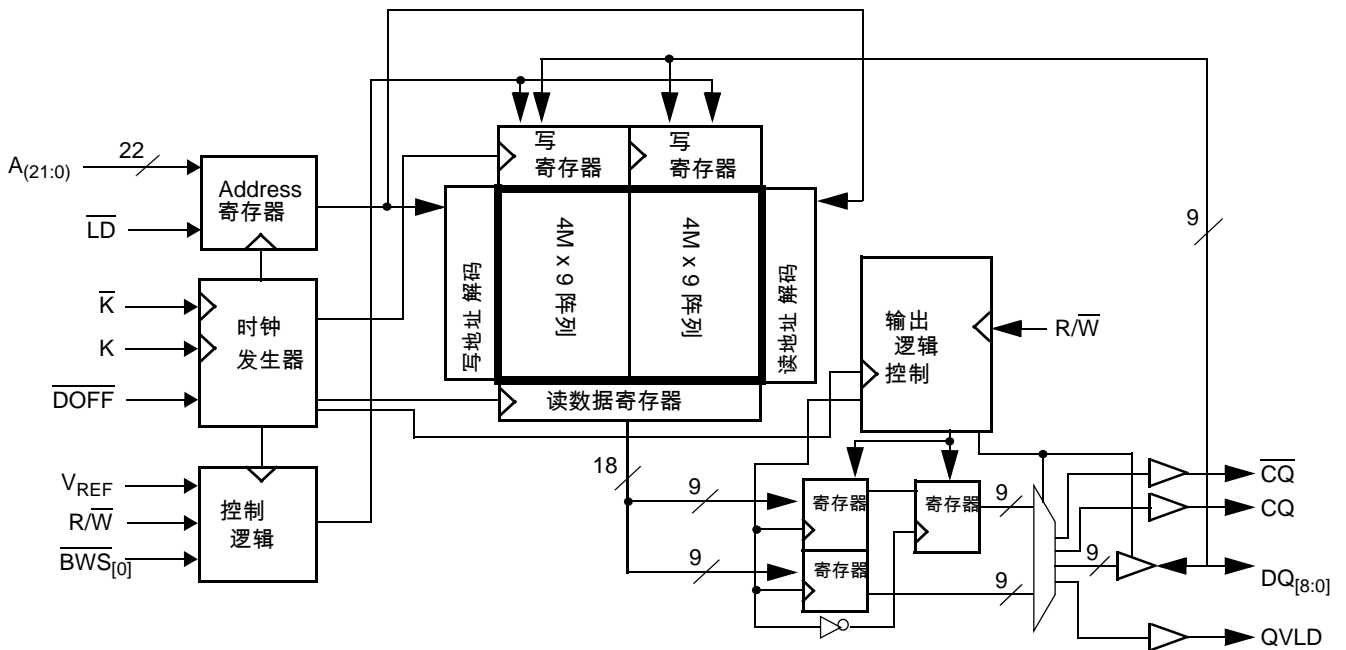 A(21:0)
22
Address
寄存器
LD
K
K
DOFF
时钟
发生器
VREF
R/W
BWS[0]
控制
逻辑
写
寄存器
写
寄存器
写地址 解码
4M x 9 阵列
4M x 9 阵列
读地址 解码
读数据寄存器
输出
逻辑
控制
R/W
9
18
9
9
寄存器
寄存器
寄存器
9
9
9
CQ
CQ
DQ[8:0]
QVLD